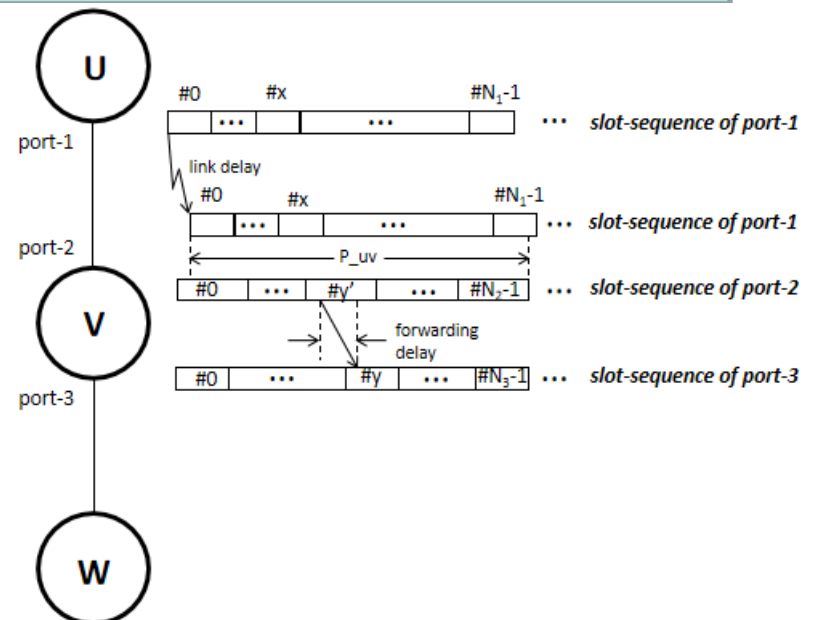 U
#0 #x #N₁-1
... ... ... slot-sequence of port-1
port-1
link delay
#0 #x #N₁-1
... ... ... slot-sequence of port-1
port-2
P_uv
#0 ... #y' ... #N₂-1 ... slot-sequence of port-2
V
forwarding
delay
#0 ... #y ... #N₃-1 ... slot-sequence of port-3
port-3
W